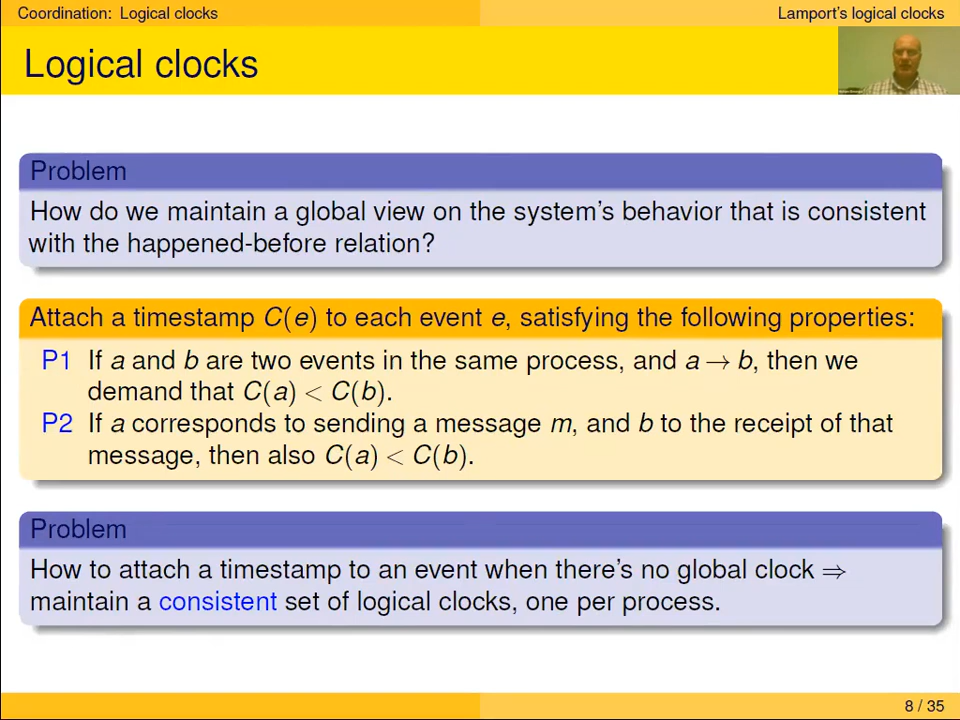 Coordination: Logical clocks
Lamport's logical clocks
Logical clocks
Problem
How do we maintain a global view on the system's behavior that is consistent
with the happened-before relation?
Attach a timestamp C(e) to each event e, satisfying the following properties:
P1 If a and b are two events in the same process, and a → b, then we
demand that C(a) < C(b).
P2 If a corresponds to sending a message m, and b to the receipt of that
message, then also C(a) < C(b).
Problem
How to attach a timestamp to an event when there's no global clock ⇒
maintain a consistent set of logical clocks, one per process.
8 / 35